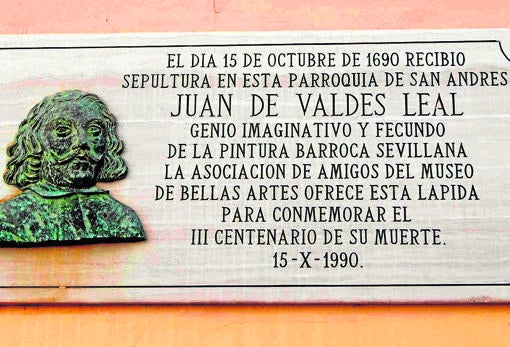 EL DIA 15 DE OCTUBRE DE 1690 RECIBIO
SEPULTURA EN ESTA PARROQUIA DE SAN ANDRES
JUAN DE VALDES LEAL
GENIO IMAGINATIVO Y FECUNDO
DE LA PINTURA BARROCA SEVILLANA
LA ASOCIACION DE AMIGOS DEL MUSEO
DE BELLAS ARTES OFRECE ESTA LAPIDA
PARA CONMEMORAR EL
III CENTENARIO DE SU MUERTE.
15-X-1990.